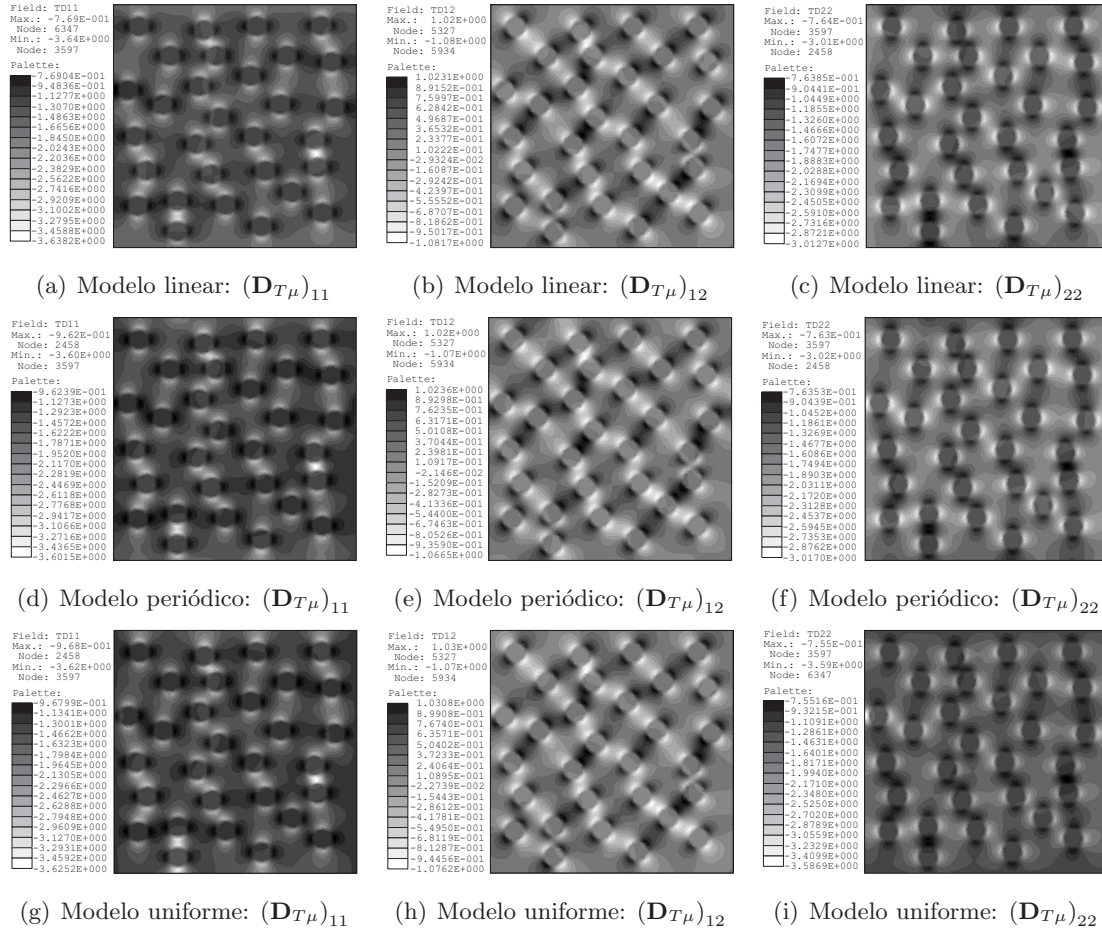 Field: TD11
Max.: -7.69E-001
Node: 6347
Min.: -3.64E+000
Node: 3597
Palette:
-7.6904E-001
-9.4836E-001
-1.1277E+000
-1.3070E+000
-1.4863E+000
-1.6656E+000
-1.8450E+000
-2.0243E+000
-2.2036E+000
-2.3829E+000
-2.5622E+000
-2.7416E+000
-2.9209E+000
-3.1002E+000
-3.2795E+000
-3.4588E+000
-3.6382E+000
Field: TD12
Max.: 1.02E+000
Node: 5327
Min.: -1.08E+000
Node: 5934
Palette:
1.0231E+000
8.9152E-001
7.5997E-001
6.2842E-001
4.9687E-001
3.6532E-001
2.3377E-001
1.0222E-001
-2.9324E-002
-1.6087E-001
-2.9242E-001
-4.2397E-001
-5.5552E-001
-6.8707E-001
-8.1862E-001
-9.5017E-001
-1.0817E+000
Field: TD22
Max.: -7.64E-001
Node: 3597
Min.: -3.01E+000
Node: 2458
Palette:
-7.6385E-001
-9.0441E-001
-1.0449E+000
-1.1855E+000
-1.3260E+000
-1.4666E+000
-1.6072E+000
-1.7477E+000
-1.8883E+000
-2.0288E+000
-2.1694E+000
-2.3099E+000
-2.4505E+000
-2.5910E+000
-2.7316E+000
-2.8721E+000
-3.0127E+000
(a) Modelo linear: (D_{Tμ})_{11}
(b) Modelo linear: (D_{Tμ})_{12}
(c) Modelo linear: (D_{Tμ})_{22}
Field: TD11
Max.: -9.62E-001
Node: 2458
Min.: -3.60E+000
Node: 3597
Palette:
-9.6239E-001
-1.1273E+000
-1.2923E+000
-1.4572E+000
-1.6222E+000
-1.7871E+000
-1.9520E+000
-2.1170E+000
-2.2819E+000
-2.4469E+000
-2.6118E+000
-2.7768E+000
-2.9417E+000
-3.1066E+000
-3.2716E+000
-3.4365E+000
-3.6015E+000
Field: TD12
Max.: 1.02E+000
Node: 5327
Min.: -1.07E+000
Node: 5934
Palette:
1.0236E+000
8.9298E-001
7.6235E-001
6.3171E-001
5.0108E-001
3.7044E-001
2.3981E-001
1.0917E-001
-2.146E-002
-1.5209E-001
-2.8273E-001
-4.1336E-001
-5.4400E-001
-6.7463E-001
-8.0526E-001
-9.3590E-001
-1.0665E+000
Field: TD22
Max.: -7.63E-001
Node: 3597
Min.: -3.02E+000
Node: 2458
Palette:
-7.6353E-001
-9.0439E-001
-1.0452E+000
-1.1861E+000
-1.3269E+000
-1.4677E+000
-1.6086E+000
-1.7494E+000
-1.8903E+000
-2.0311E+000
-2.1720E+000
-2.3128E+000
-2.4537E+000
-2.5945E+000
-2.7353E+000
-2.8762E+000
-3.0170E+000
(d) Modelo periódico: (D_{Tμ})_{11}
(e) Modelo periódico: (D_{Tμ})_{12}
(f) Modelo periódico: (D_{Tμ})_{22}
Field: TD11
Max.: -9.68E-001
Node: 2458
Min.: -3.62E+000
Node: 3597
Palette:
-9.6799E-001
-1.1341E+000
-1.3001E+000
-1.4662E+000
-1.6323E+000
-1.7984E+000
-1.9645E+000
-2.1305E+000
-2.2966E+000
-2.4627E+000
-2.6288E+000
-2.7948E+000
-2.9609E+000
-3.1270E+000
-3.2931E+000
-3.4592E+000
-3.6252E+000
Field: TD12
Max.: 1.03E+000
Node: 5327
Min.: -1.07E+000
Node: 5934
Palette:
1.0308E+000
8.9908E-001
7.6740E-001
6.3571E-001
5.0402E-001
3.7233E-001
2.4064E-001
1.0895E-001
-2.2739E-002
-1.5443E-001
-2.8612E-001
-4.1781E-001
-5.4950E-001
-6.8119E-001
-8.1287E-001
-9.4456E-001
-1.0762E+000
Field: TD22
Max.: -7.55E-001
Node: 3597
Min.: -3.59E+000
Node: 6347
Palette:
-7.5516E-001
-9.3215E-001
-1.1091E+000
-1.2861E+000
-1.4631E+000
-1.6401E+000
-1.8171E+000
-1.9940E+000
-2.1710E+000
-2.3480E+000
-2.5250E+000
-2.7020E+000
-2.8789E+000
-3.0559E+000
-3.2329E+000
-3.4099E+000
-3.5869E+000
(g) Modelo uniforme: (D_{Tμ})_{11}
(h) Modelo uniforme: (D_{Tμ})_{12}
(i) Modelo uniforme: (D_{Tμ})_{22}